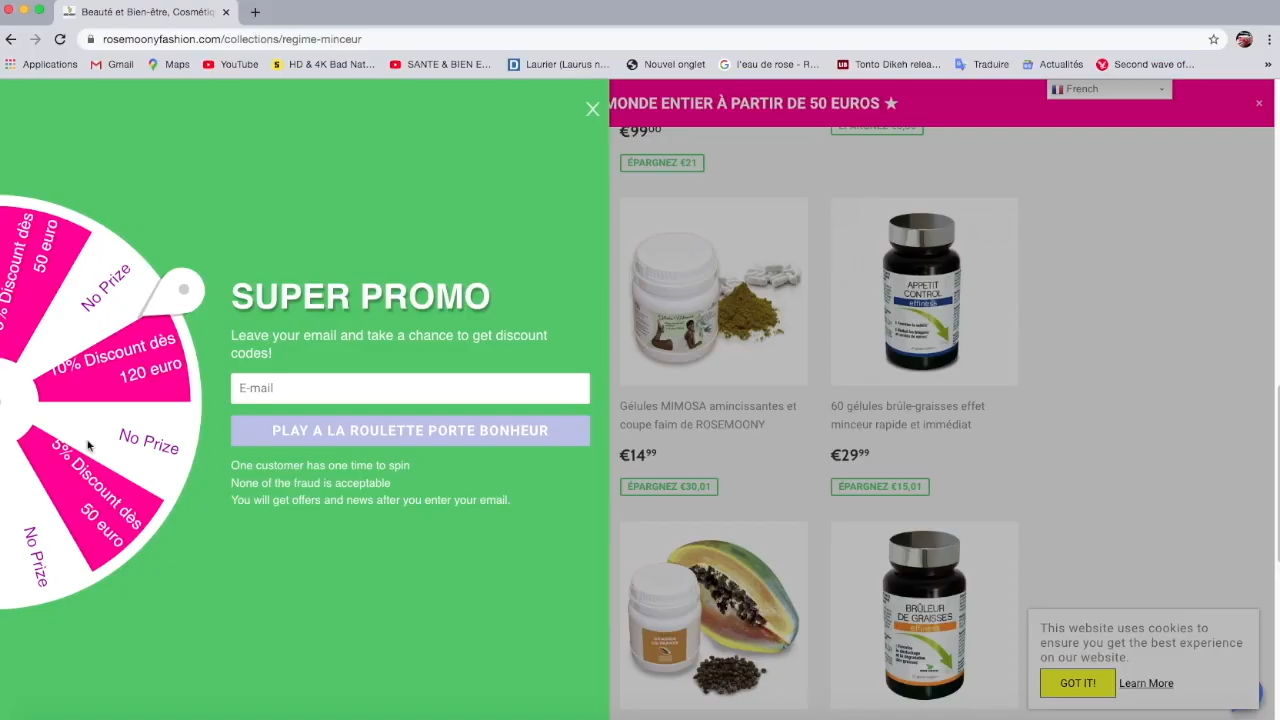 Beauté et Bien-être, Cosmétiq
rosemoonyfashion.com/collections/regime-minceur
Applications
Gmail
Maps
YouTube
HD & 4K Bad Nat...
SANTE & BIEN E...
Laurier (Laurus n...
Nouvel onglet
l'eau de rose - R...
Tonto Dikeh relea...
Traduire
Actualités
Second wave of...
»
MONDE ENTIER À PARTIR DE 50 EUROS ★
French
×
€99⁰⁰
ÉPARGNEZ €21
Discount dès
50 euro
No Prize
10% Discount dès
120 euro
No Prize
5% Discount dès
50 euro
No Prize
SUPER PROMO
Leave your email and take a chance to get discount
codes!
E-mail
PLAY A LA ROULETTE PORTE BONHEUR
One customer has one time to spin
None of the fraud is acceptable
You will get offers and news after you enter your email.
APPETIT
CONTROL
effiness
Gélules MIMOSA amincissantes et
coupe faim de ROSEMOONY
€14⁹⁹
ÉPARGNEZ €30,01
60 gélules brûle-graisses effet
minceur rapide et immédiat
€29⁹⁹
ÉPARGNEZ €15,01
BRÛLEUR
DE GRAISSES
effiness
This website uses cookies to
ensure you get the best experience
on our website.
GOT IT!
Learn More